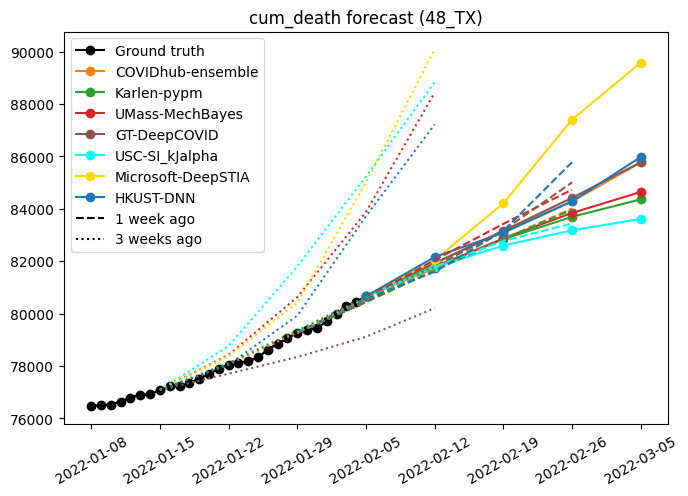 cum_death forecast (48_TX)
90000
88000
86000
84000
82000
80000
78000
76000
Ground truth
COVIDhub-ensemble
Karlen-pypm
UMass-MechBayes
GT-DeepCOVID
USC-SI_kJalpha
Microsoft-DeepSTIA
HKUST-DNN
1 week ago
3 weeks ago
2022-01-08
2022-01-15
2022-01-22
2022-01-29
2022-02-05
2022-02-12
2022-02-19
2022-02-26
2022-03-05